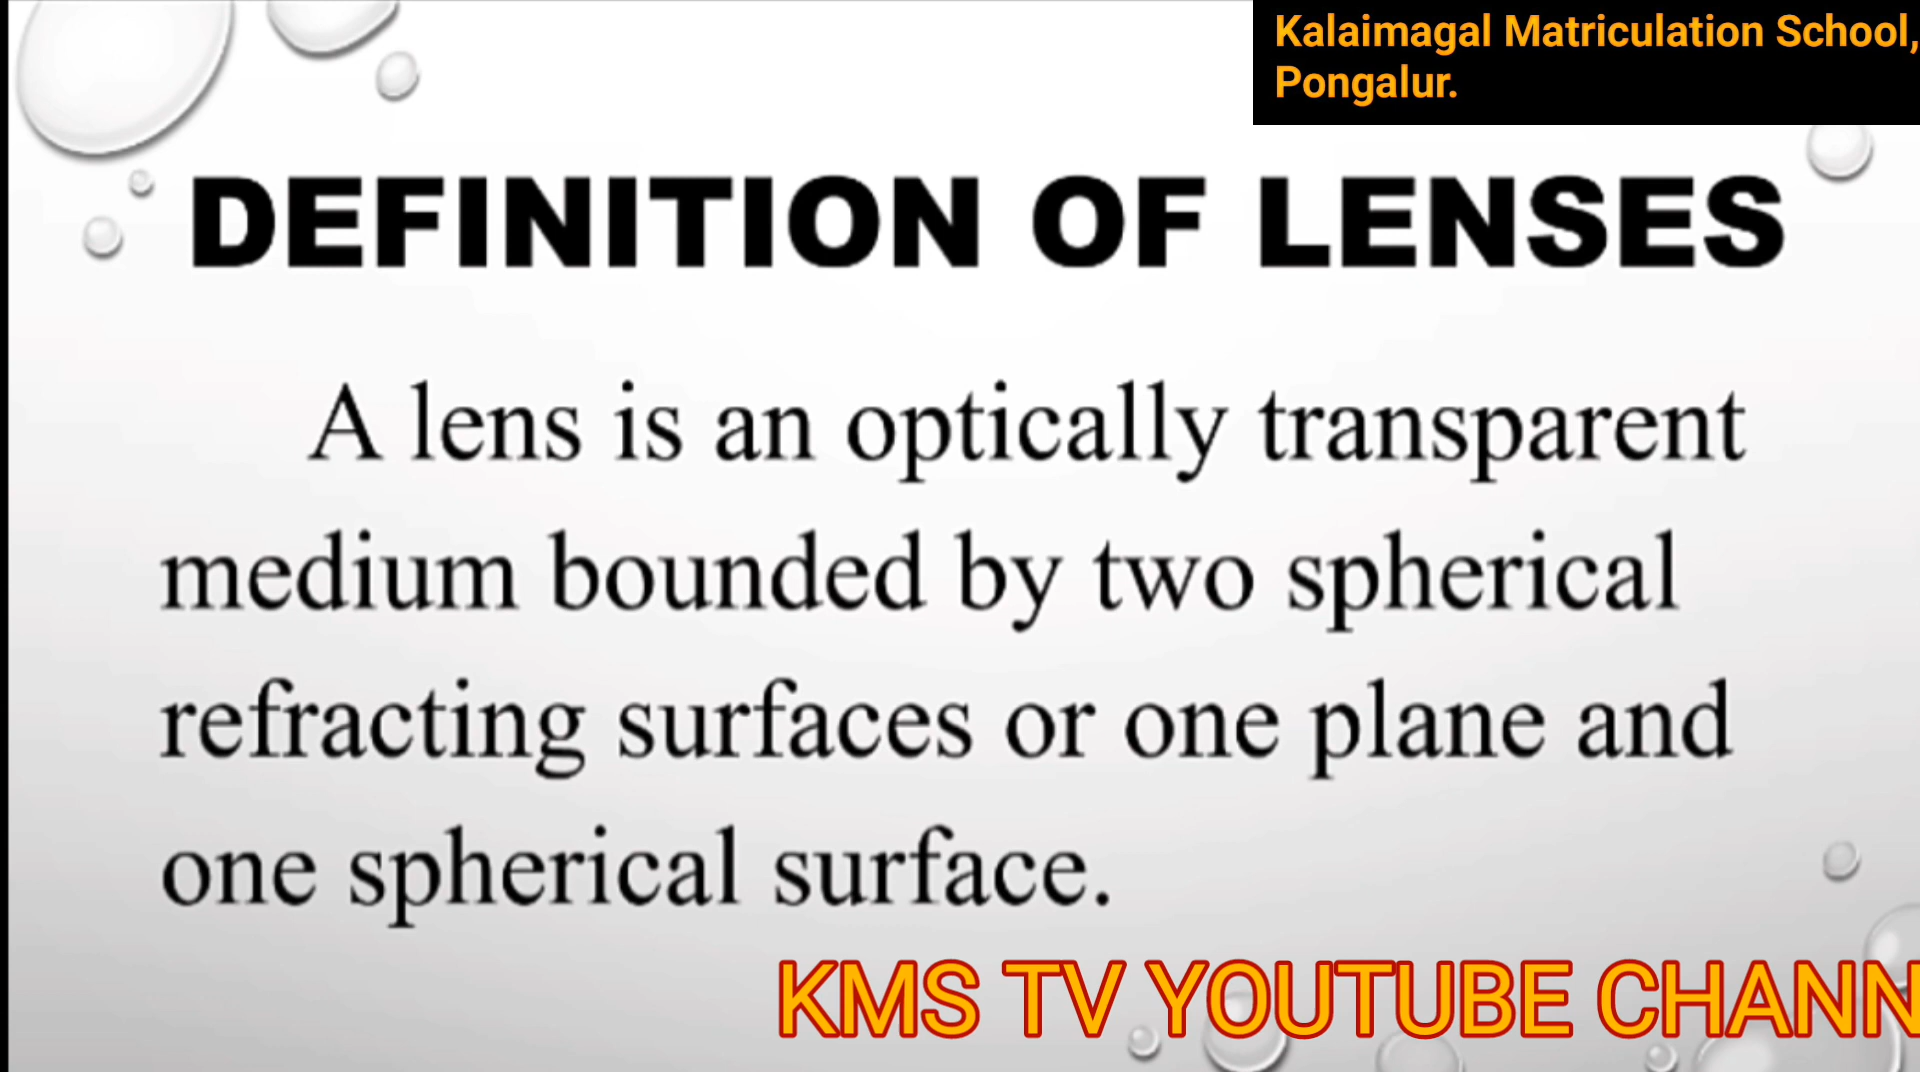 Kalaimagal Matriculation School,
Pongalur.
DEFINITION OF LENSES
A lens is an optically transparent
medium bounded by two spherical
refracting surfaces or one plane and
one spherical surface.
KMS TV YOUTUBE CHANN